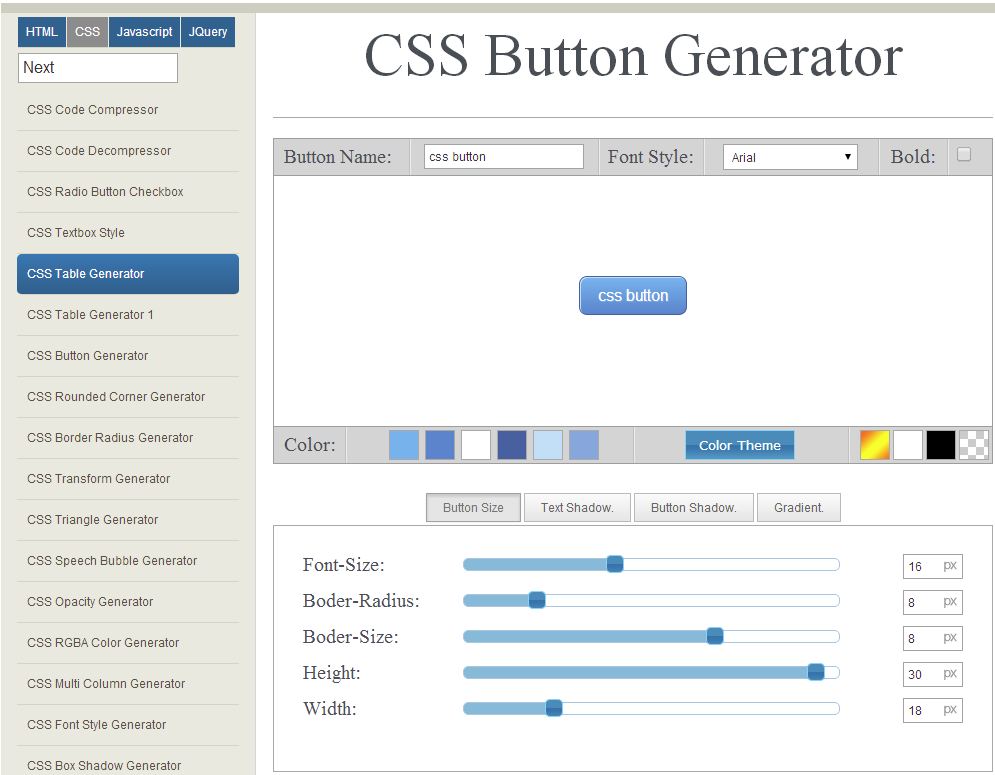 HTML CSS Javascript JQuery
Next
CSS Code Compressor
CSS Code Decompressor
CSS Radio Button Checkbox
CSS Textbox Style
CSS Table Generator
CSS Table Generator 1
CSS Button Generator
CSS Rounded Corner Generator
CSS Border Radius Generator
CSS Transform Generator
CSS Triangle Generator
CSS Speech Bubble Generator
CSS Opacity Generator
CSS RGBA Color Generator
CSS Multi Column Generator
CSS Font Style Generator
CSS Box Shadow Generator
CSS Button Generator
Button Name: css button Font Style: Arial Bold:
css button
Color: Color Theme
Button Size Text Shadow. Button Shadow. Gradient.
Font-Size: 16 px
Boder-Radius: 8 px
Boder-Size: 8 px
Height: 30 px
Width: 18 px